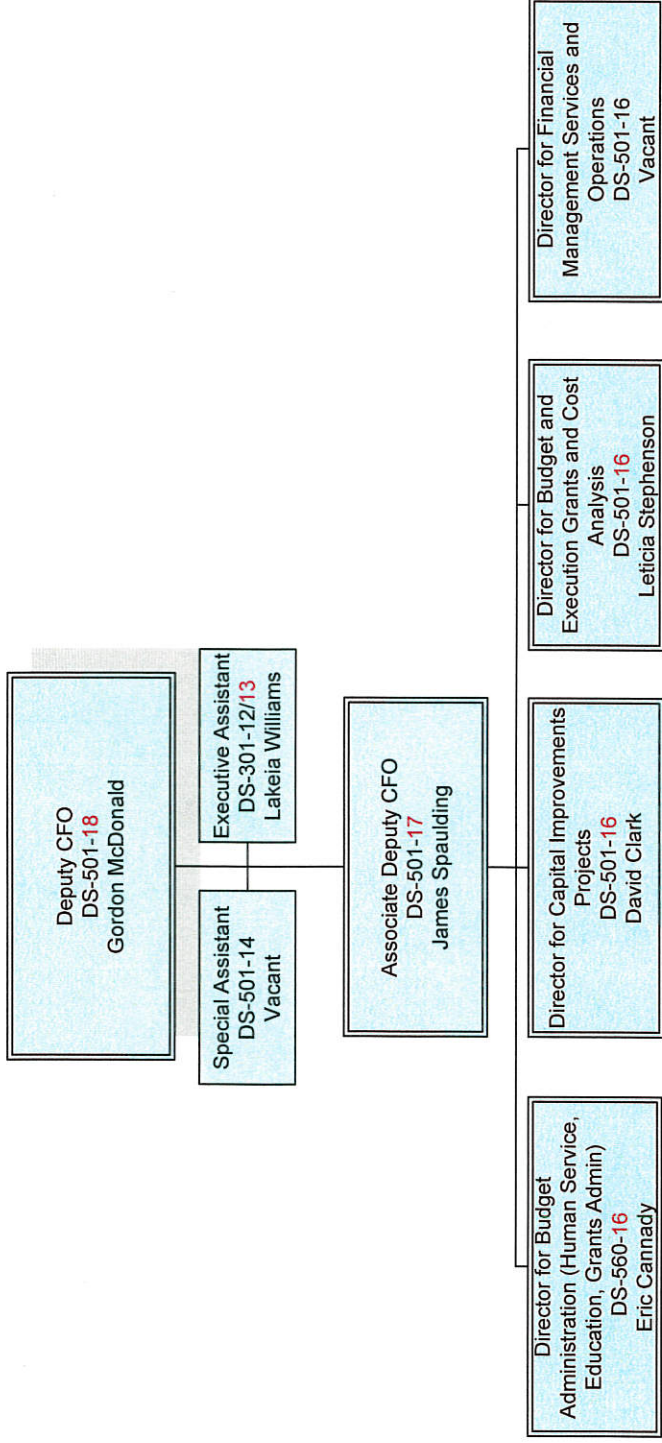 Deputy CFO
DS-501-18
Gordon McDonald
Special Assistant
DS-501-14
Vacant
Executive Assistant
DS-301-12/13
Lakeia Williams
Associate Deputy CFO
DS-501-17
James Spaulding
Director for Budget
Administration (Human Service,
Education, Grants Admin)
DS-560-16
Eric Cannady
Director for Capital Improvements
Projects
DS-501-16
David Clark
Director for Budget and
Execution Grants and Cost
Analysis
DS-501-16
Leticia Stephenson
Director for Financial
Management Services and
Operations
DS-501-16
Vacant